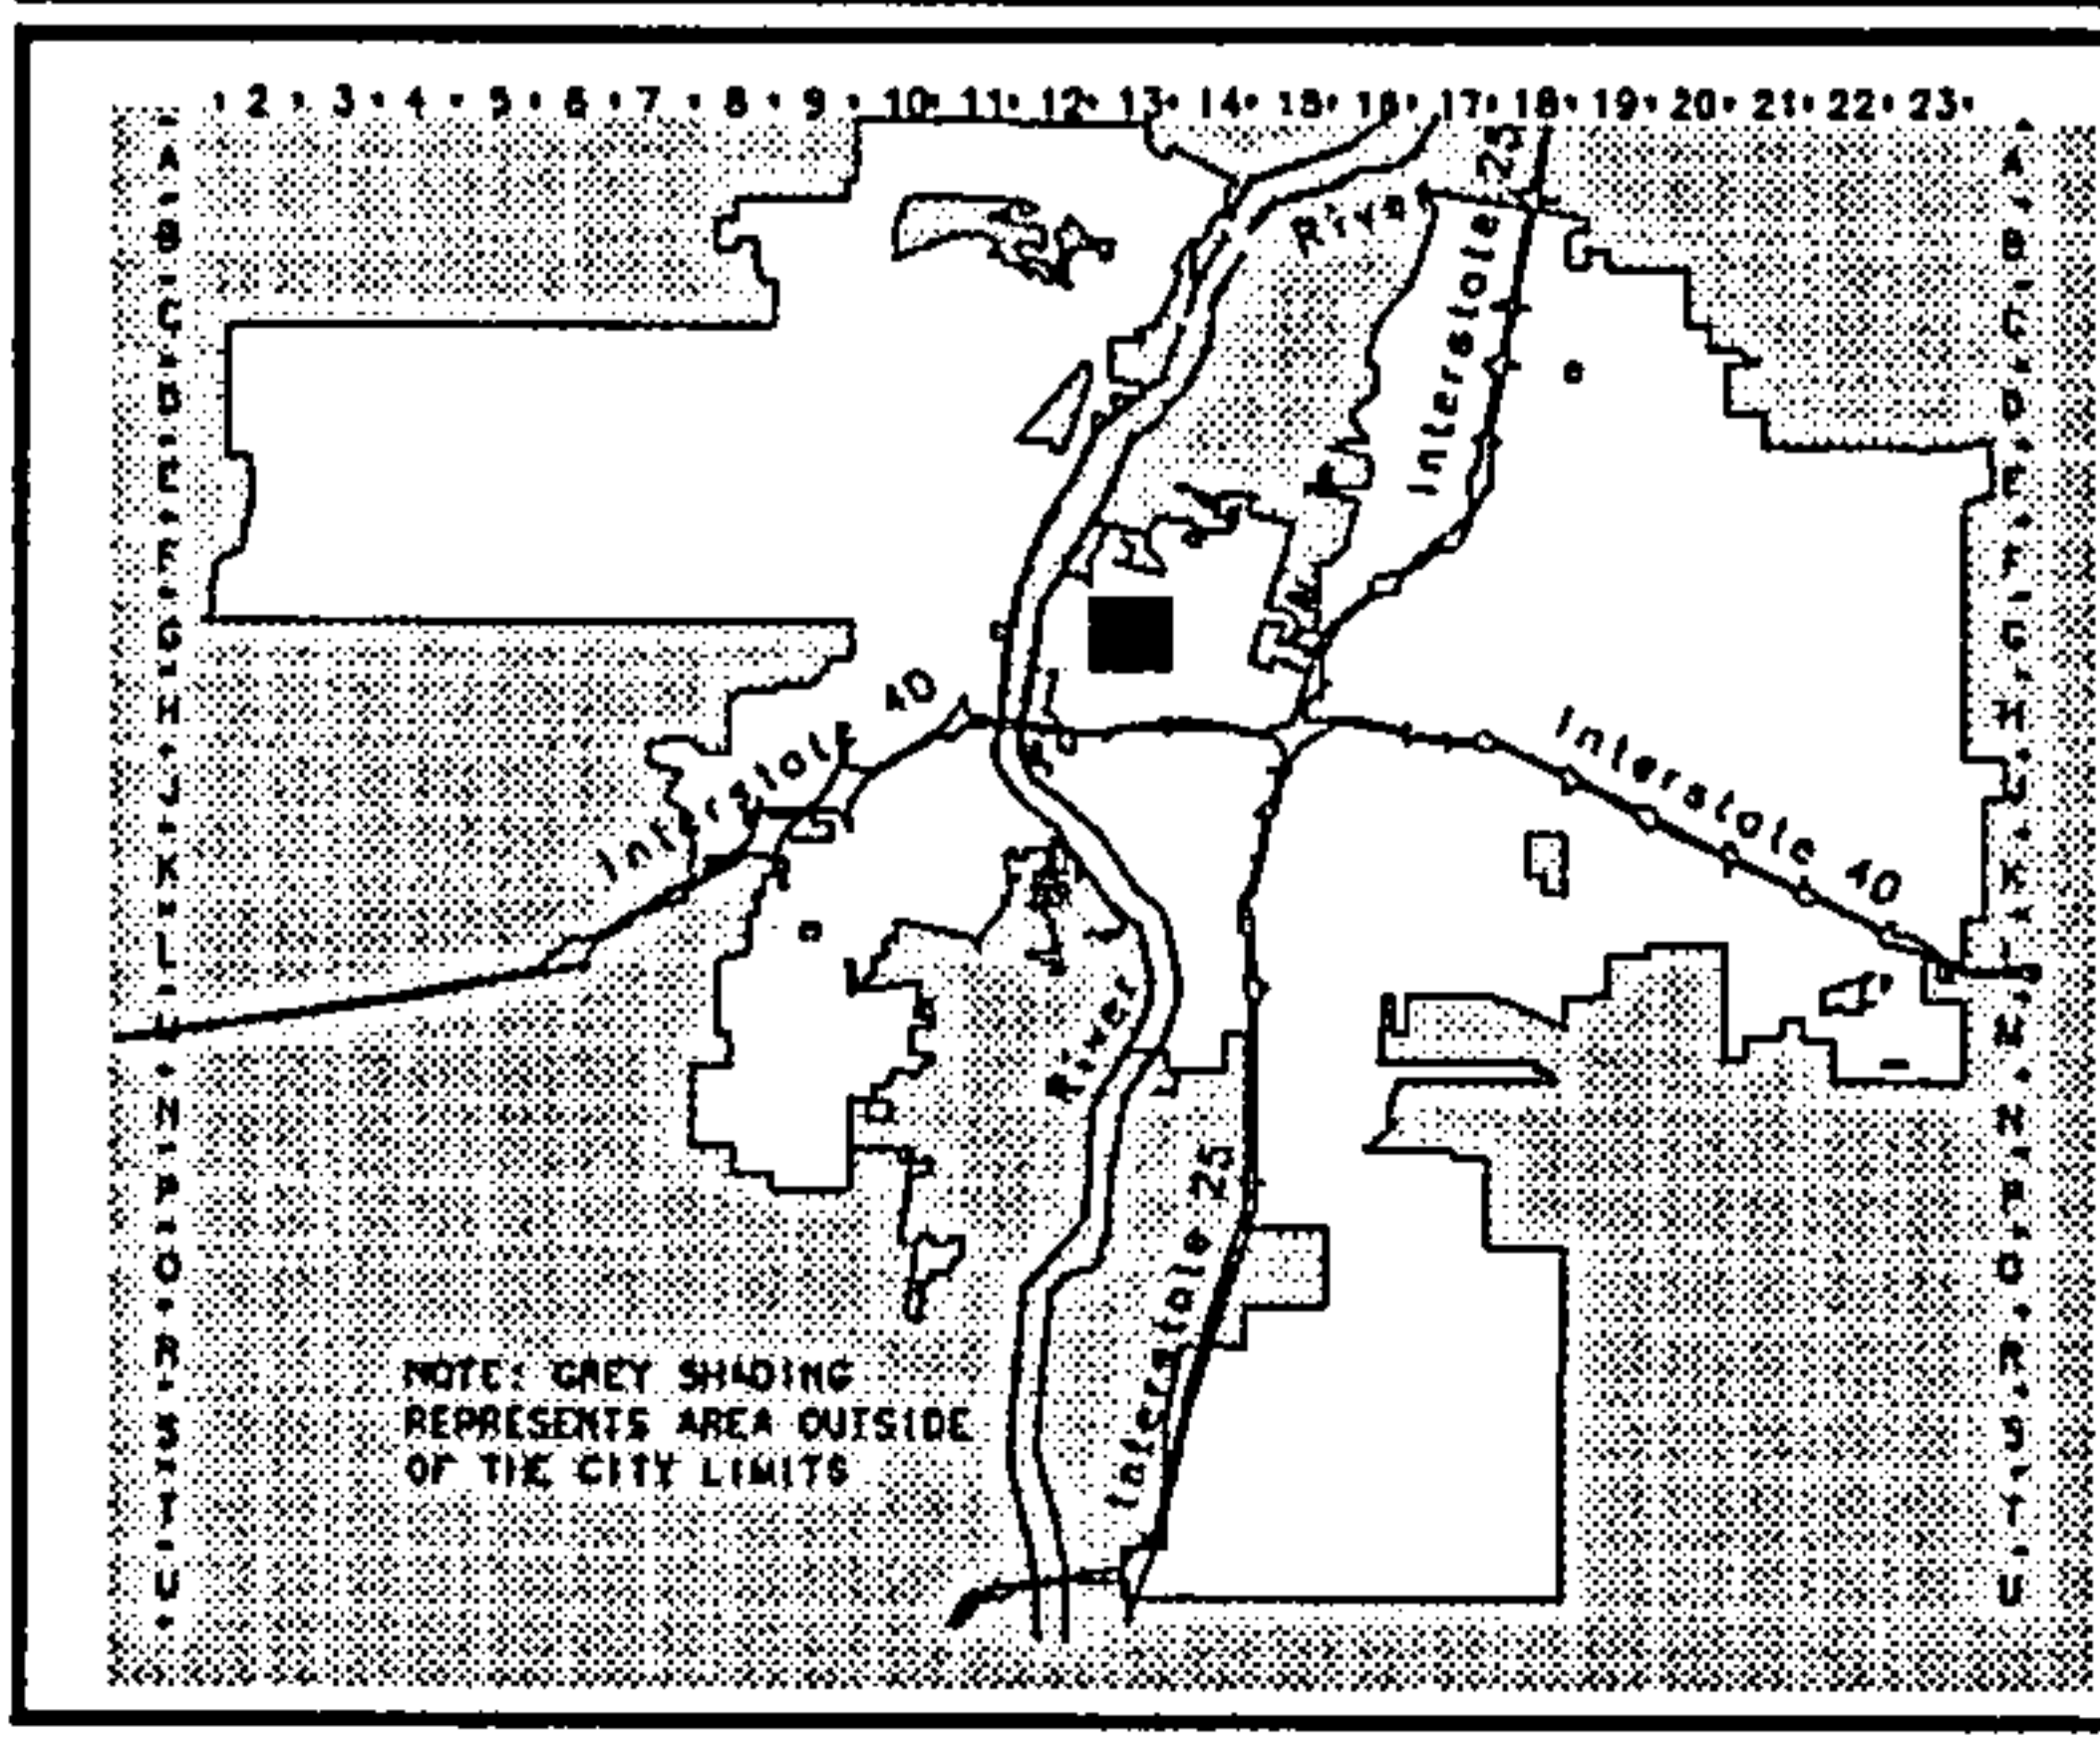 2 3 4 5 6 7 8 9 10 11 12 13 14 15 16 17 18 19 20 21 22 23
A
B
C
D
E
F
G
H
J
K
L
M
N
P
Q
R
S
T
U
A
B
C
D
E
F
G
H
J
K
L
M
N
P
Q
R
S
T
U
River
Interstate 25
Interstate 40
Interstate 40
River
Interstate 25
NOTE: GREY SHADING
REPRESENTS AREA OUTSIDE
OF THE CITY LIMITS